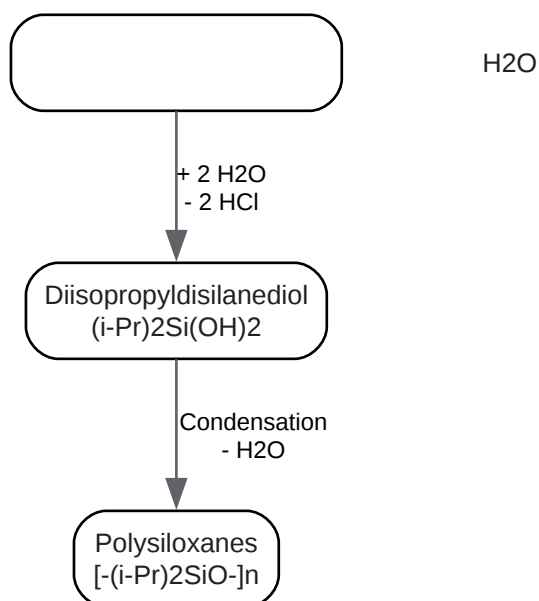 H2O
+ 2 H2O
- 2 HCl
Diisopropyldisilanediol
(i-Pr)2Si(OH)2
Condensation
- H2O
Polysiloxanes
[-(i-Pr)2SiO-]n